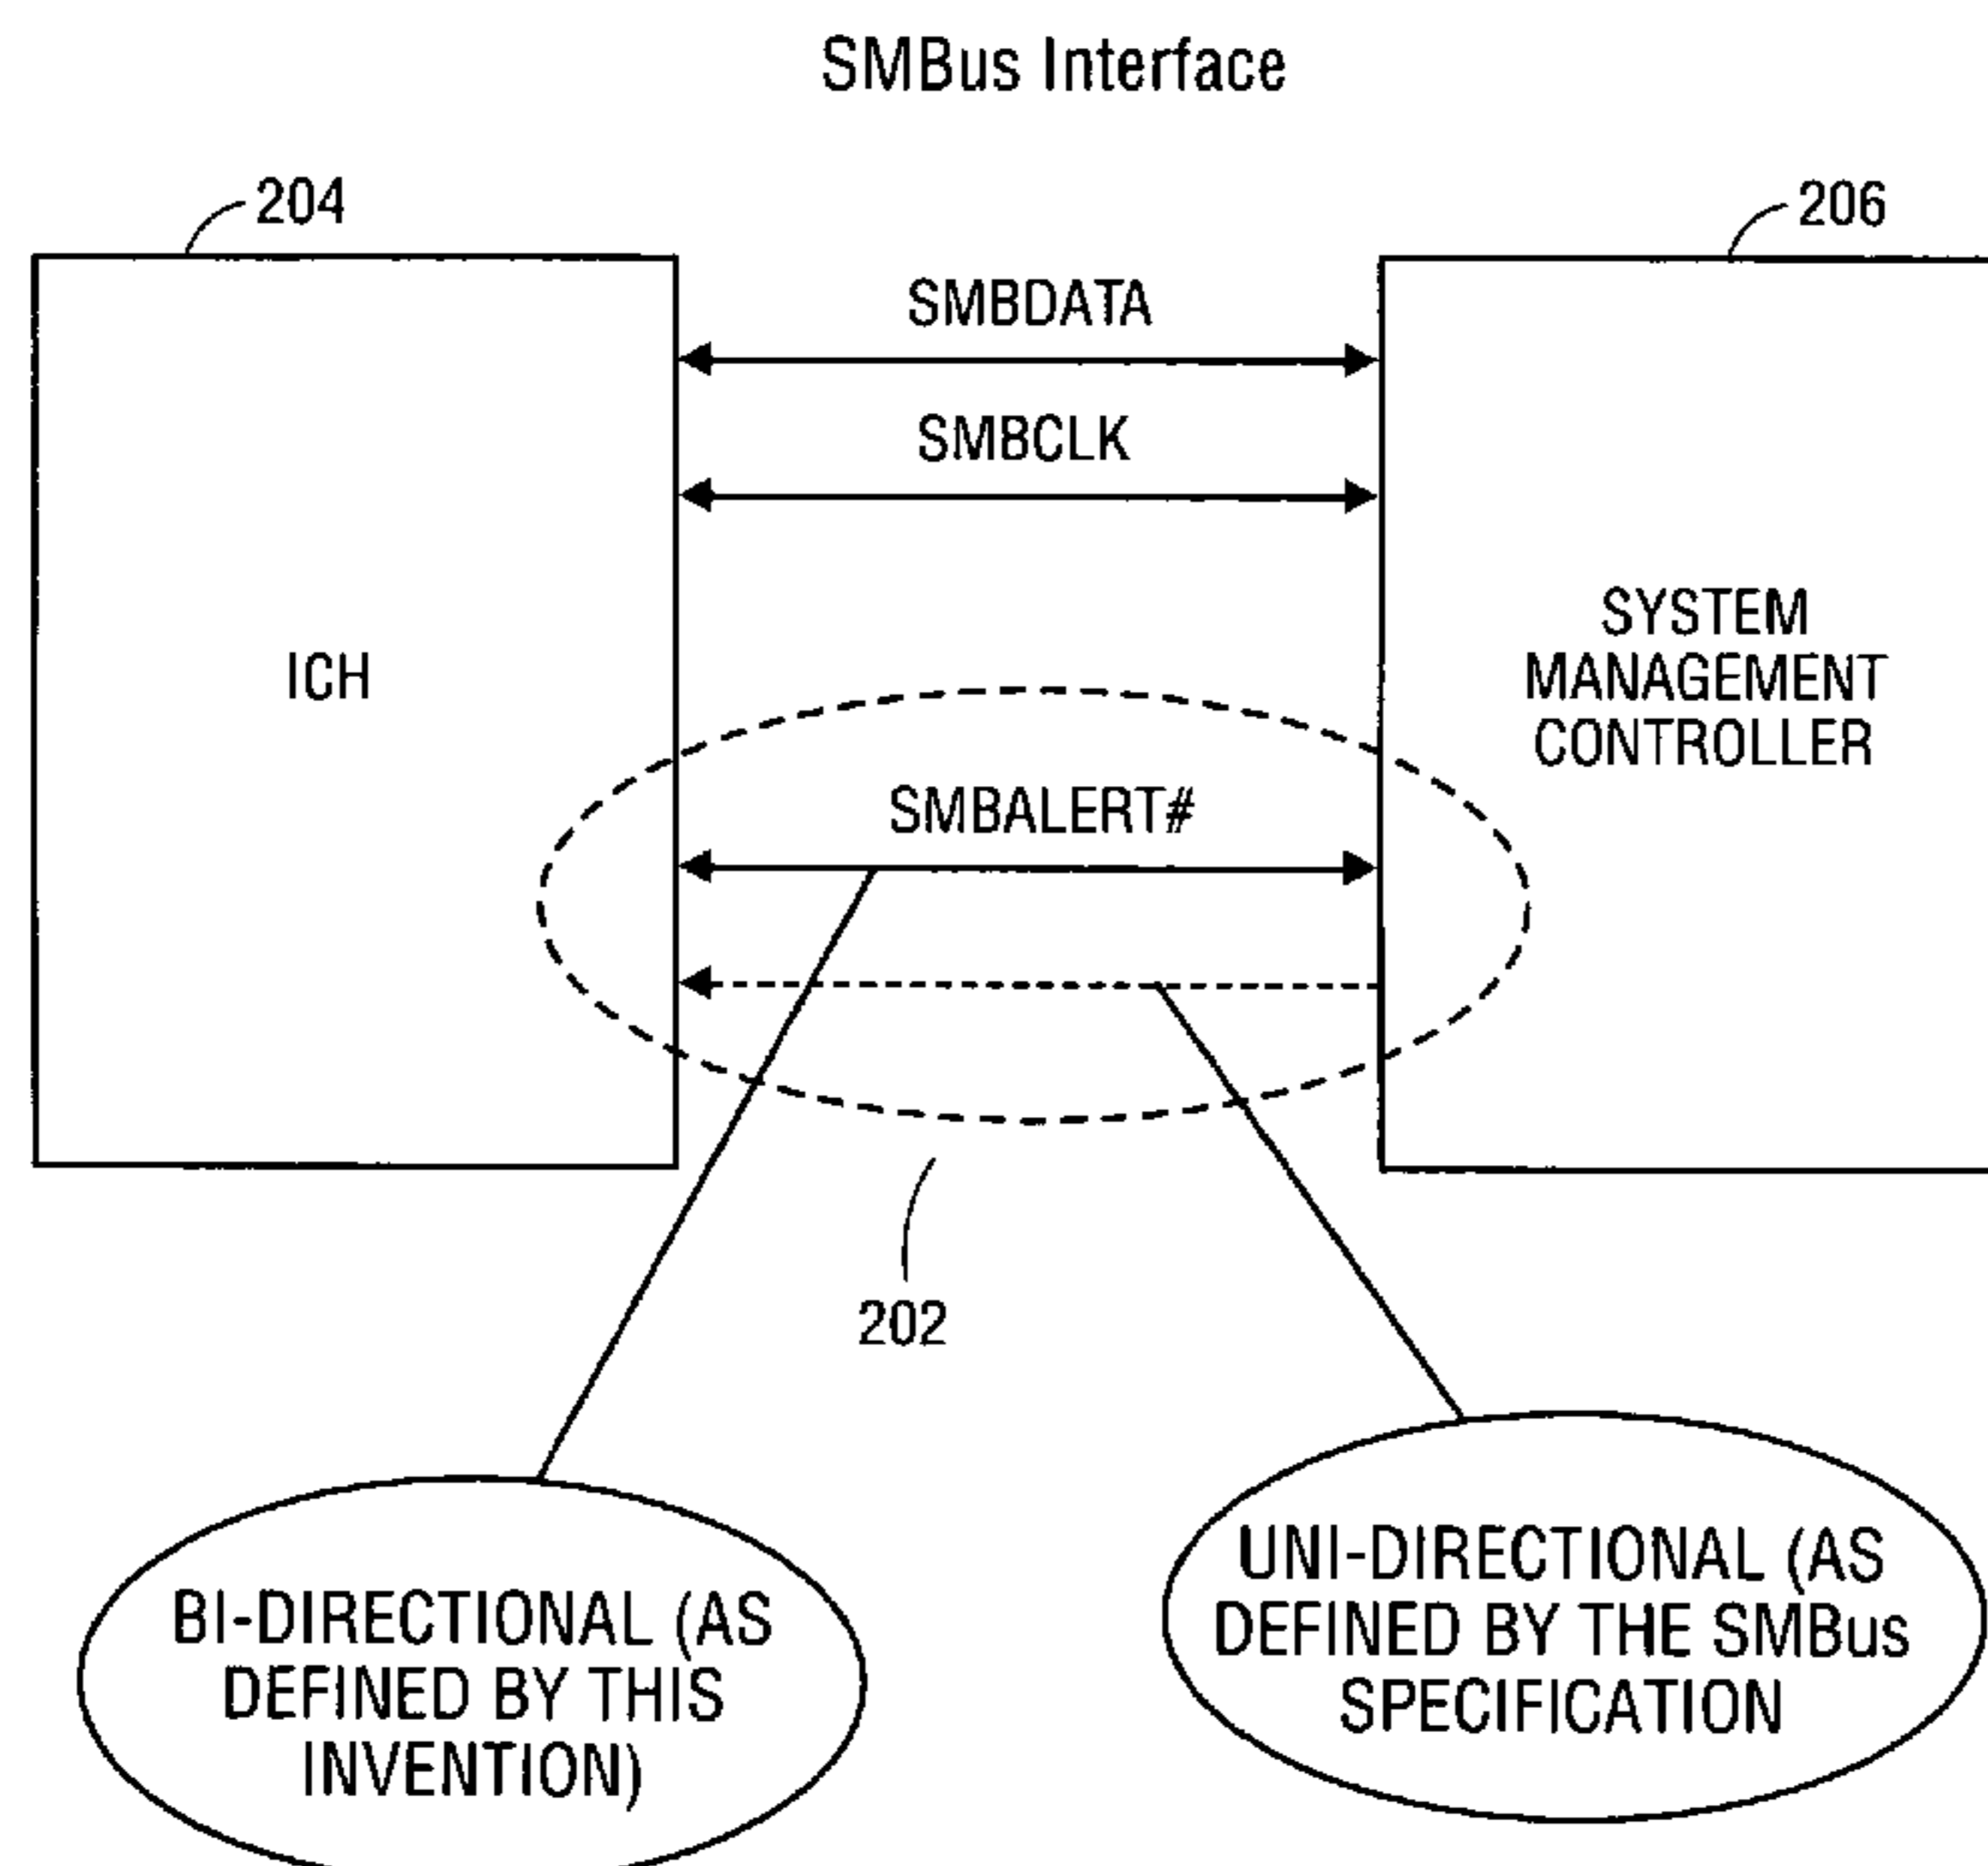 SMBus Interface
204
206
SMBDATA
SMBCLK
ICH
SYSTEM
MANAGEMENT
CONTROLLER
SMBALERT#
202
BI-DIRECTIONAL (AS
DEFINED BY THIS
INVENTION)
UNI-DIRECTIONAL (AS
DEFINED BY THE SMBus
SPECIFICATION